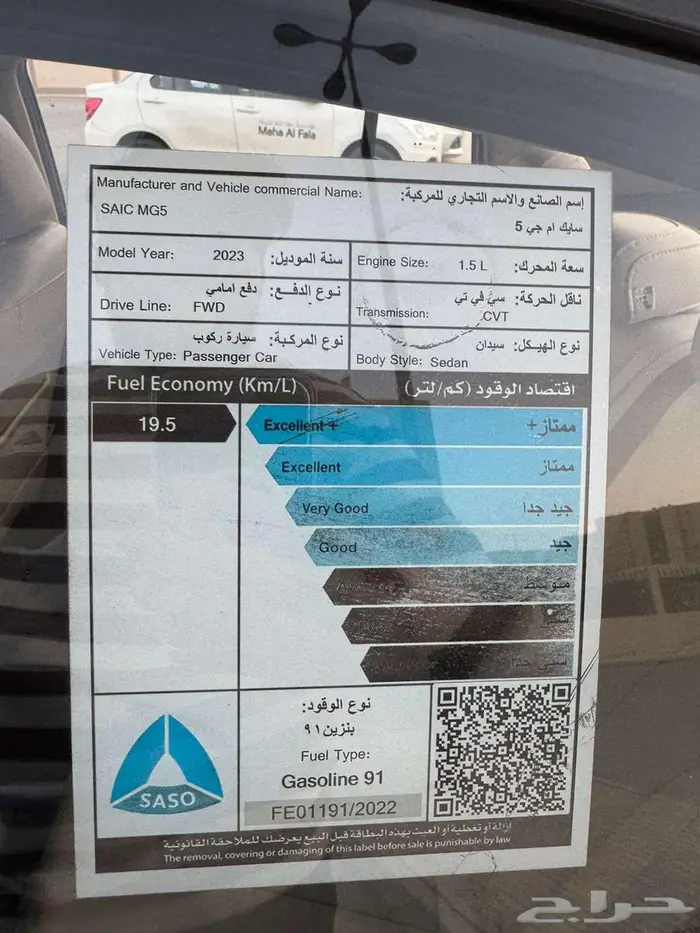 Maha Al Fala
Manufacturer and Vehicle commercial Name: إسم الصانع والاسم التجاري للمركبة:
SAIC MG5 سايك ام جي 5
Model Year: 2023 سنة الموديل:
Engine Size: 1.5 L سعة المحرك:
نوع الدفع: دفع امامي
Drive Line: FWD
ناقل الحركة: سي في تي
Transmission: CVT
نوع المركبة: سيارة ركوب
Vehicle Type: Passenger Car
نوع الهيكل: سيدان
Body Style: Sedan
Fuel Economy (Km/L) اقتصاد الوقود (كم/لتر)
19.5
Excellent + ممتاز+
Excellent ممتاز
Very Good جيد جدا
Good جيد
متوسط
سيئ جدا
نوع الوقود:
بنزين ٩١
Fuel Type:
Gasoline 91
FE01191/2022
SASO
إزالة أو تغطية أو العبث بهذه البطاقة قبل البيع يعرضك للملاحقة القانونية
The removal, covering or damaging of this label before sale is punishable by law
حراج